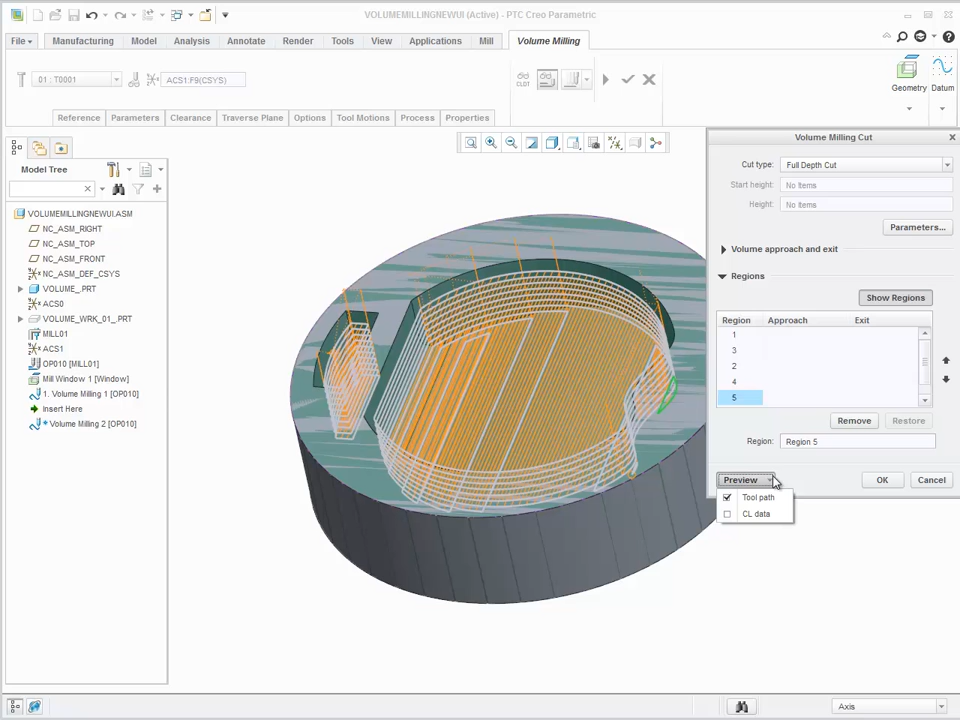 VOLUMEMILLINGNEWUI (Active) - PTC Creo Parametric
File Manufacturing Model Analysis Annotate Render Tools View Applications Mill Volume Milling
01 : T0001
ACS1:F9(CSYS)
Geometry Datum
Reference Parameters Clearance Traverse Plane Options Tool Motions Process Properties
Model Tree
VOLUMEMILLINGNEWUI.ASM
NC_ASM_RIGHT
NC_ASM_TOP
NC_ASM_FRONT
NC_ASM_DEF_CSYS
VOLUME_.PRT
ACS0
VOLUME_WRK_01_.PRT
MILL01
ACS1
OP010 [MILL01]
Mill Window 1 [Window]
1. Volume Milling 1 [OP010]
Insert Here
* Volume Milling 2 [OP010]
Volume Milling Cut
Cut type: Full Depth Cut
Start height: No Items
Height: No Items
Parameters...
Volume approach and exit
Regions
Show Regions
Region Approach Exit
1
3
2
4
5
Remove Restore
Region: Region 5
Preview OK Cancel
Tool path
CL data
Axis